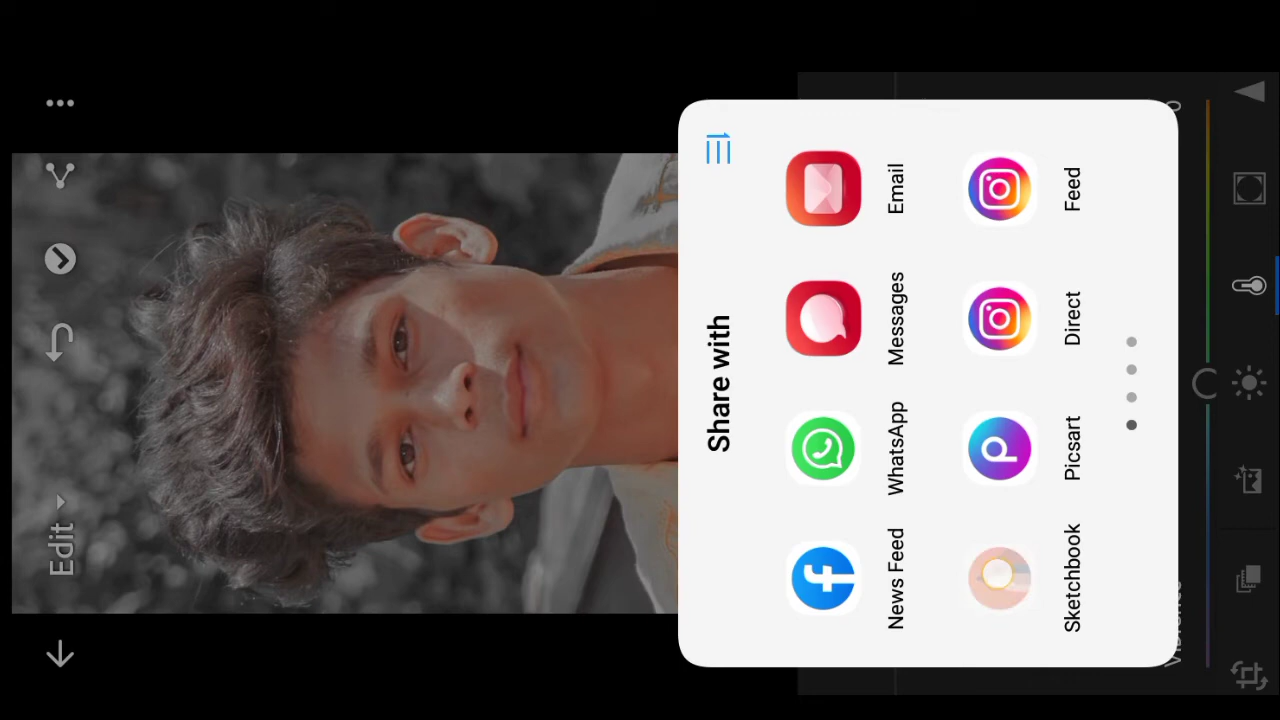 Edit
Share with
News Feed
WhatsApp
Messages
Email
Sketchbook
Picsart
Direct
Feed